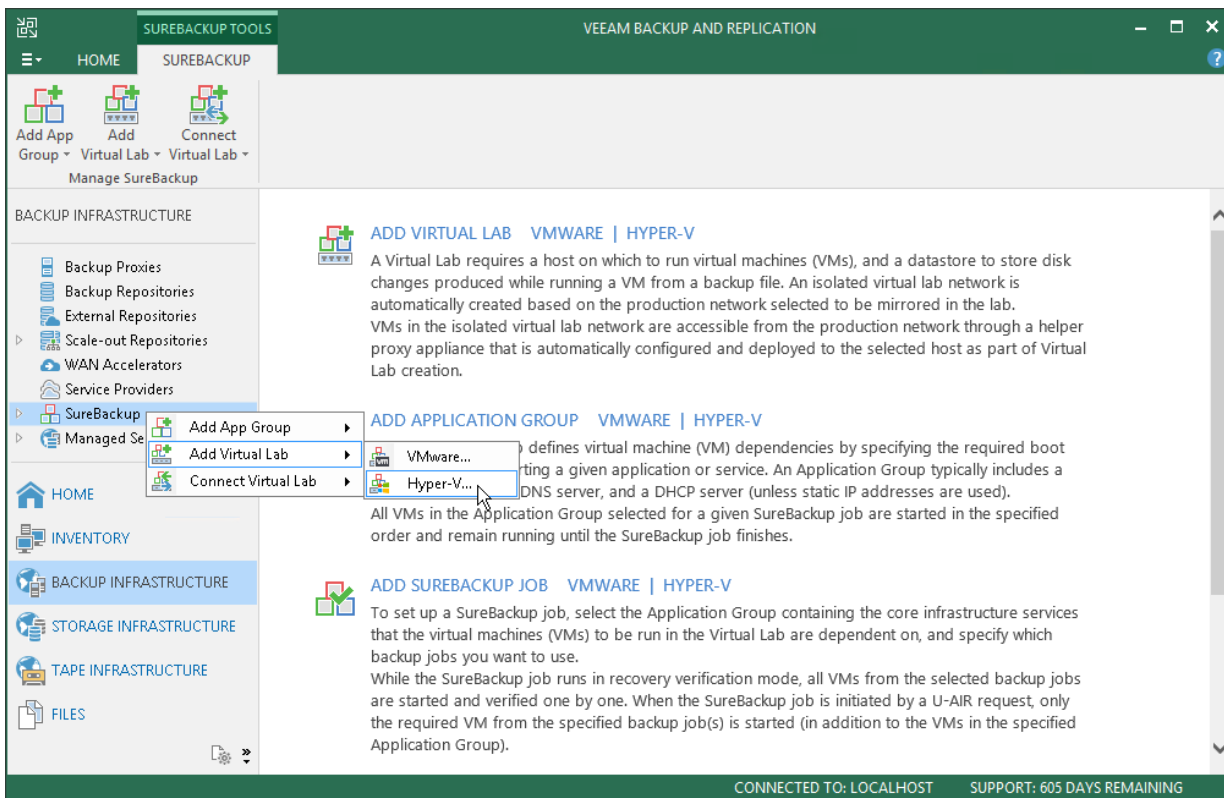 SUREBACKUP TOOLS
VEEAM BACKUP AND REPLICATION
HOME
SUREBACKUP
?
Add App
Group
Add
Virtual Lab
Connect
Virtual Lab
Manage SureBackup
BACKUP INFRASTRUCTURE
Backup Proxies
Backup Repositories
External Repositories
Scale-out Repositories
WAN Accelerators
Service Providers
SureBackup
Managed Se
Add App Group
Add Virtual Lab
Connect Virtual Lab
vm VMware...
Hyper-V...
HOME
INVENTORY
BACKUP INFRASTRUCTURE
STORAGE INFRASTRUCTURE
TAPE INFRASTRUCTURE
FILES
ADD VIRTUAL LAB VMWARE | HYPER-V
A Virtual Lab requires a host on which to run virtual machines (VMs), and a datastore to store disk
changes produced while running a VM from a backup file. An isolated virtual lab network is
automatically created based on the production network selected to be mirrored in the lab.
VMs in the isolated virtual lab network are accessible from the production network through a helper
proxy appliance that is automatically configured and deployed to the selected host as part of Virtual
Lab creation.
ADD APPLICATION GROUP VMWARE | HYPER-V
defines virtual machine (VM) dependencies by specifying the required boot
rting a given application or service. An Application Group typically includes a
DNS server, and a DHCP server (unless static IP addresses are used).
All VMs in the Application Group selected for a given SureBackup job are started in the specified
order and remain running until the SureBackup job finishes.
ADD SUREBACKUP JOB VMWARE | HYPER-V
To set up a SureBackup job, select the Application Group containing the core infrastructure services
that the virtual machines (VMs) to be run in the Virtual Lab are dependent on, and specify which
backup jobs you want to use.
While the SureBackup job runs in recovery verification mode, all VMs from the selected backup jobs
are started and verified one by one. When the SureBackup job is initiated by a U-AIR request, only
the required VM from the specified backup job(s) is started (in addition to the VMs in the specified
Application Group).
CONNECTED TO: LOCALHOST
SUPPORT: 605 DAYS REMAINING